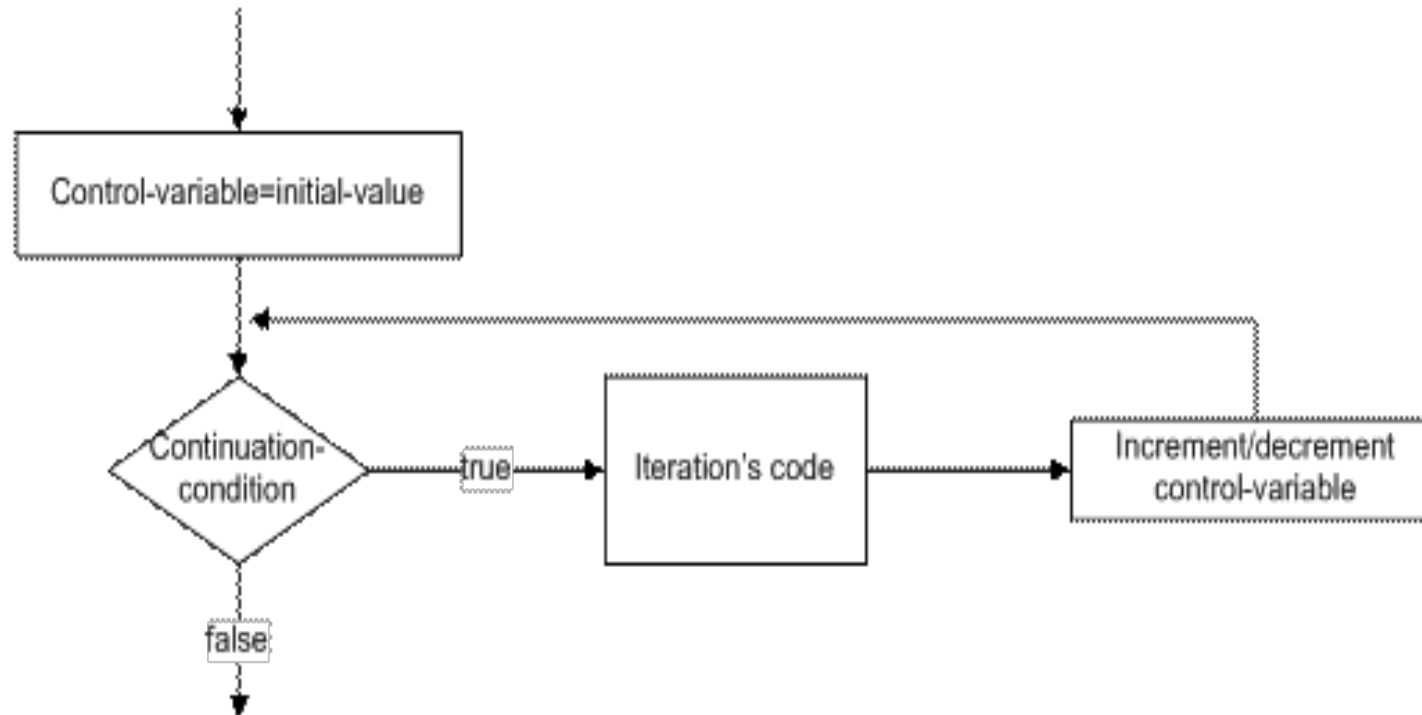 Control-variable=initial-value
Continuation-
condition
true
Iteration's code
Increment/decrement
control-variable
false